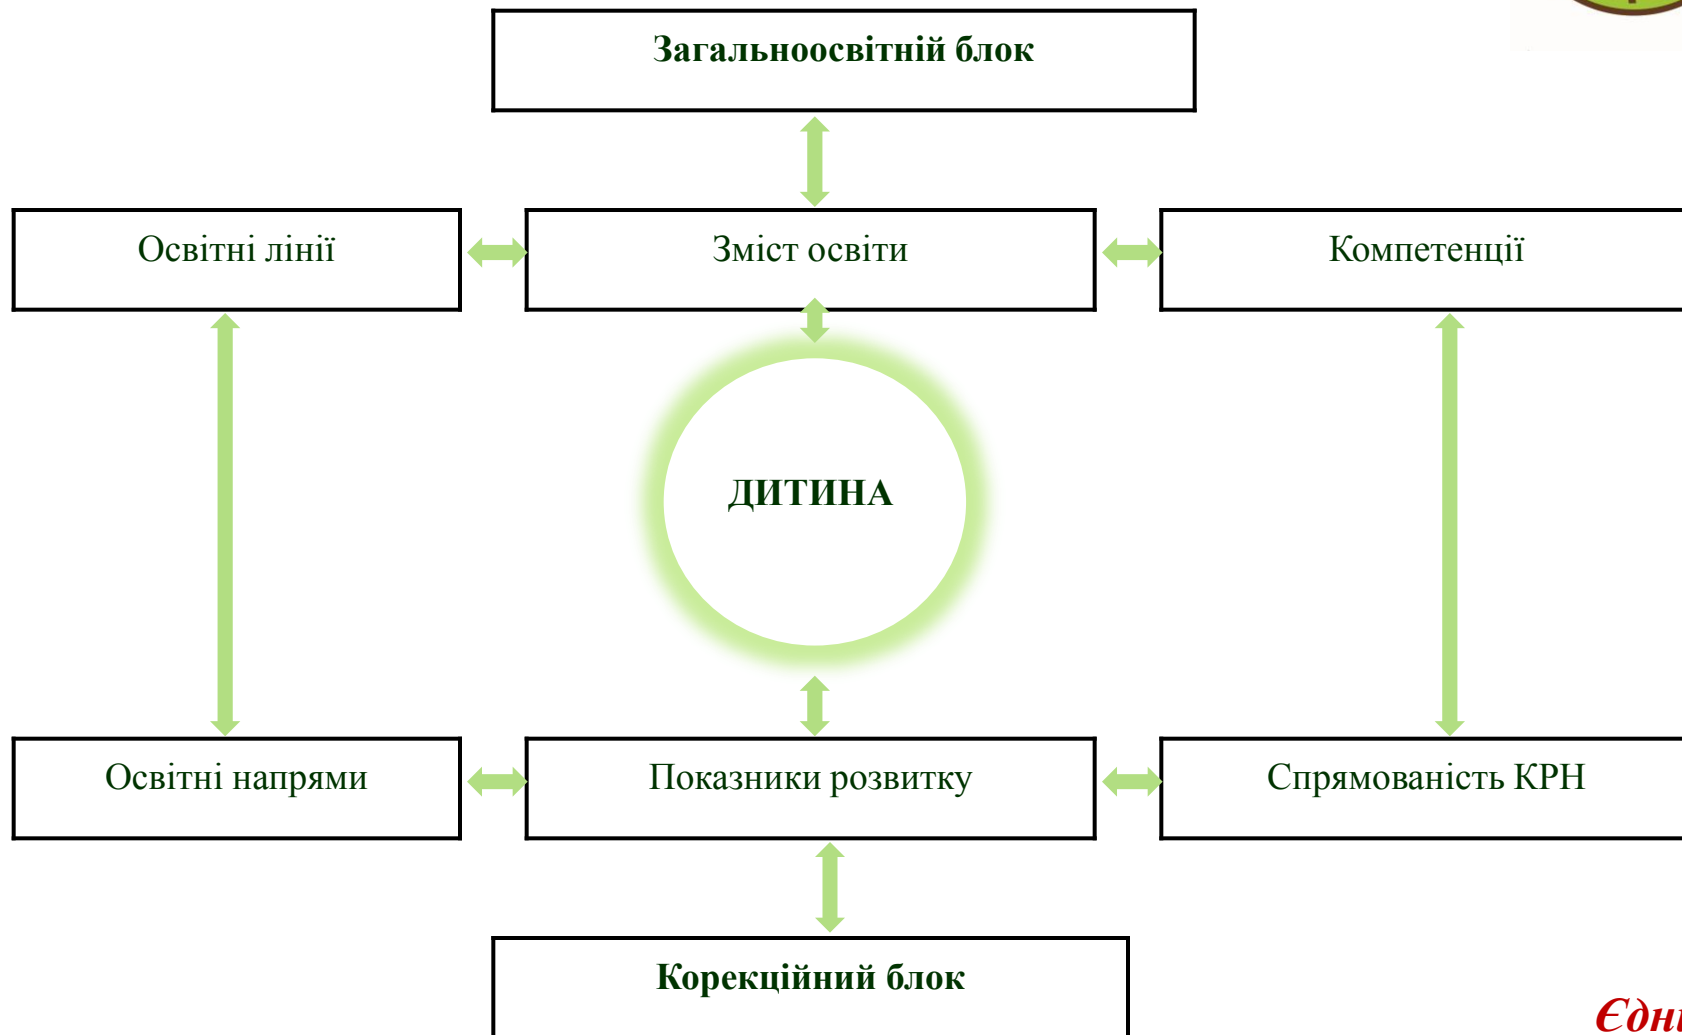 Загальноосвітній блок
Освітні лінії
Зміст освіти
Компетенції
ДИТИНА
Освітні напрями
Показники розвитку
Спрямованість КРН
Корекційний блок